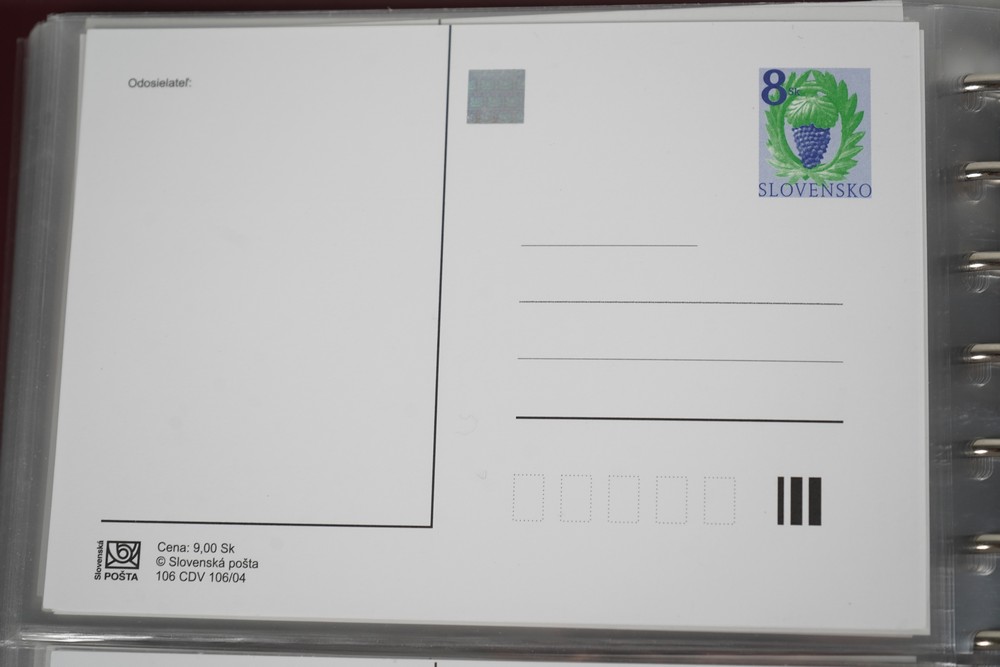 Odosielateľ:
8 Sk
SLOVENSKO
Slovenská
POŠTA
Cena: 9,00 Sk
© Slovenská pošta
106 CDV 106/04